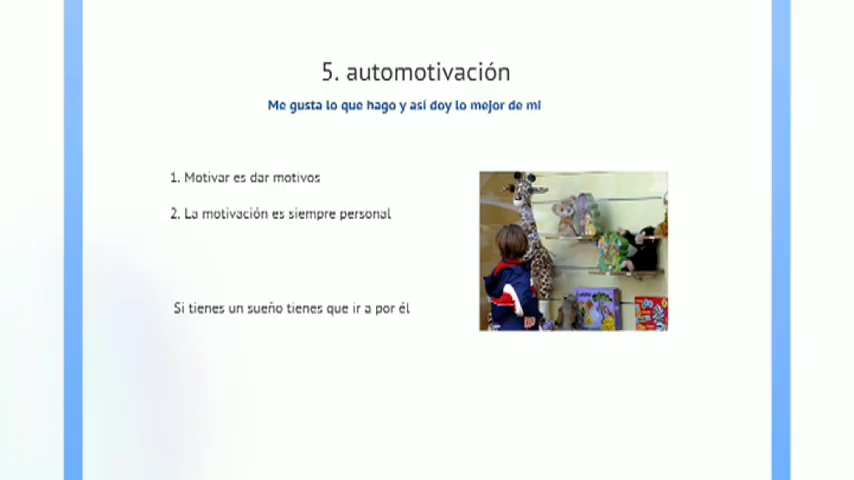 5. automotivación
Me gusta lo que hago y así doy lo mejor de mi
1. Motivar es dar motivos
2. La motivación es siempre personal
Si tienes un sueño tienes que ir a por él